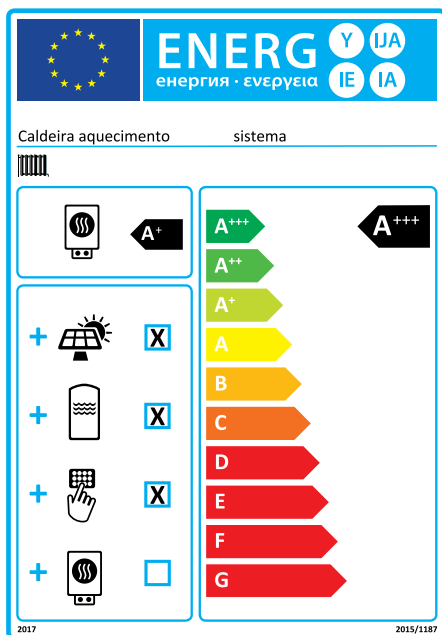 ENERG
енергия · ενεργεια
Y
IJA
IE
IA
Caldeira aquecimento sistema
A+
A+++
A+++
A++
A+
A
B
C
D
E
F
G
+ X
+ X
+ X
+
2017
2015/1187